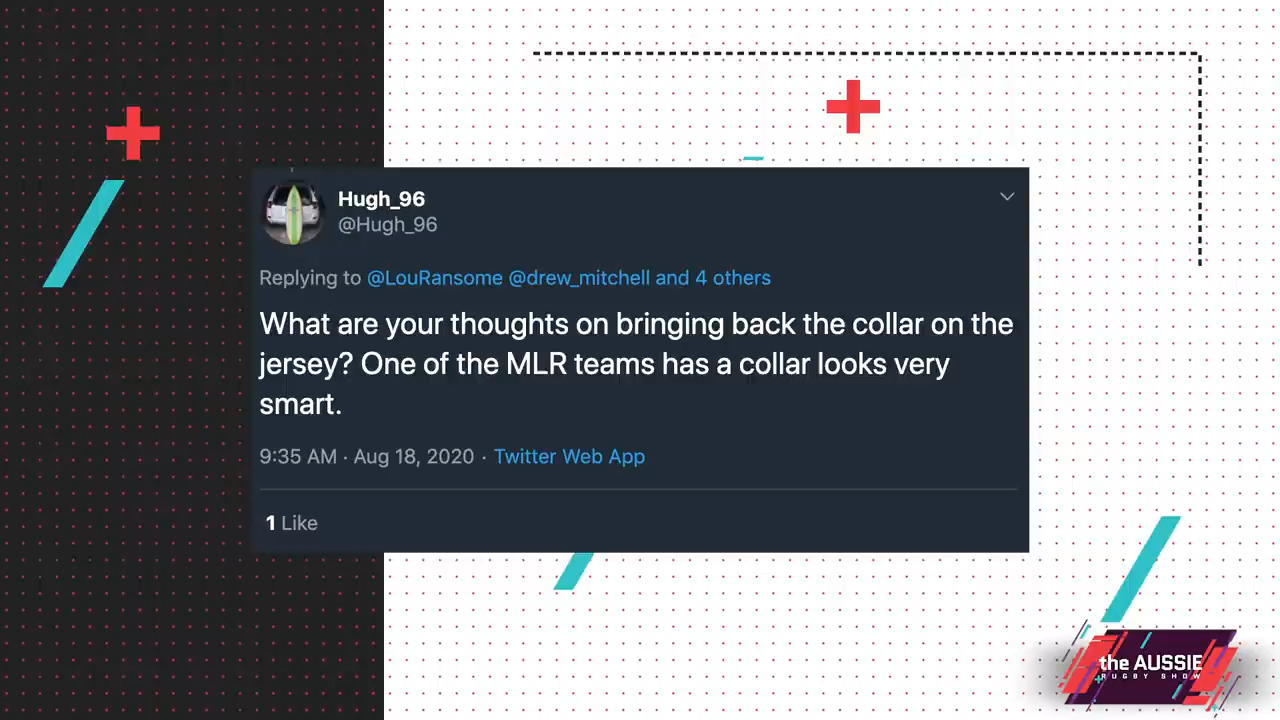 Hugh_96
@Hugh_96
Replying to @LouRansome @drew_mitchell and 4 others
What are your thoughts on bringing back the collar on the
jersey? One of the MLR teams has a collar looks very
smart.
9:35 AM · Aug 18, 2020 · Twitter Web App
1 Like
the AUSSIE
RUGBY SHOW